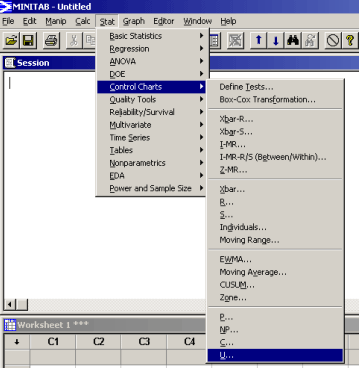 MINITAB - Untitled
File Edit Manip Calc Stat Graph Editor Window Help
Session
Basic Statistics
Regression
ANOVA
DOE
Control Charts
Quality Tools
Reliability/Survival
Multivariate
Time Series
Tables
Nonparametrics
EDA
Power and Sample Size
Define Tests...
Box-Cox Transformation...
Xbar-R...
Xbar-S...
I-MR...
I-MR-R/S (Between/Within)...
Z-MR...
Xbar...
R...
S...
Individuals...
Moving Range...
EWMA...
Moving Average...
CUSUM...
Zone...
P...
NP...
C...
U...
Worksheet 1 ***
C1 C2 C3 C4